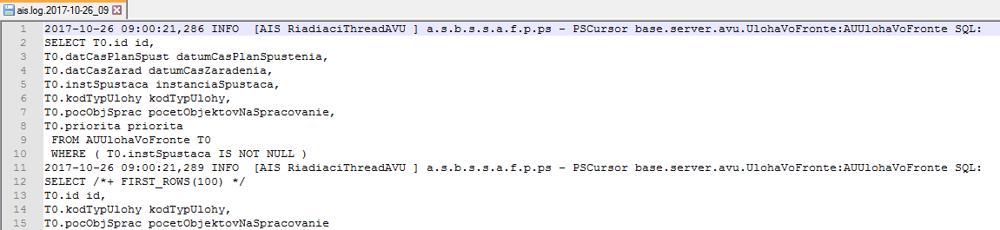 ais.log.2017-10-26_09
1 2017-10-26 09:00:21,286 INFO  [AIS RiadiaciThreadAVU ] a.s.b.s.s.a.f.p.ps - PSCursor base.server.avu.UlohaVoFronte:AUUlohaVoFronte SQL:
2 SELECT T0.id id,
3 T0.datCasPlanSpust datumCasPlanSpustenia,
4 T0.datCasZarad datumCasZaradenia,
5 T0.instSpustaca instanciaSpustaca,
6 T0.kodTypUlohy kodTypUlohy,
7 T0.pocObjSprac pocetObjektovNaSpracovanie,
8 T0.priorita priorita
9  FROM AUUlohaVoFronte T0
10  WHERE ( T0.instSpustaca IS NOT NULL )
11 2017-10-26 09:00:21,289 INFO  [AIS RiadiaciThreadAVU ] a.s.b.s.s.a.f.p.ps - PSCursor base.server.avu.UlohaVoFronte:AUUlohaVoFronte SQL:
12 SELECT /*+ FIRST_ROWS(100) */
13 T0.id id,
14 T0.kodTypUlohy kodTypUlohy,
15 T0.pocObjSprac pocetObjektovNaSpracovanie